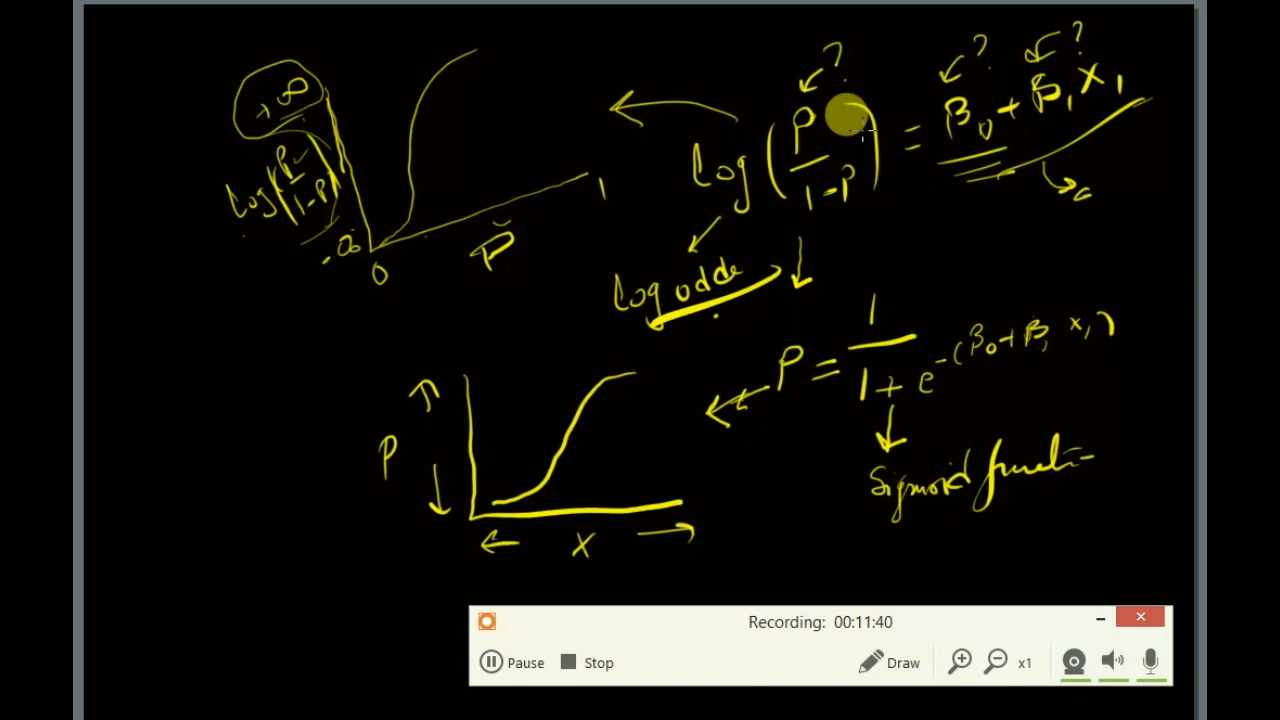 +∞
log(P/1-P)
-∞
0
P
1
? ? ?
log(P/1-P) = β₀ + β₁x₁
log odds
P = 1/1+e^-(β₀+β₁x₁)
Sigmoid functi
P
X
Recording: 00:11:40
Pause
Stop
Draw
x1